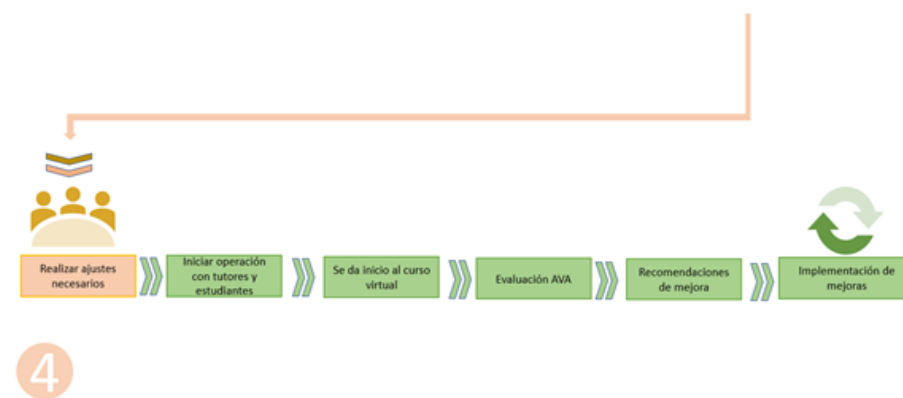 Realizar ajustes
necesarios
Iniciar operación
con tutores y
estudiantes
Se da inicio al curso
virtual
Evaluación AVA
Recomendaciones
de mejora
Implementación de
mejoras
4